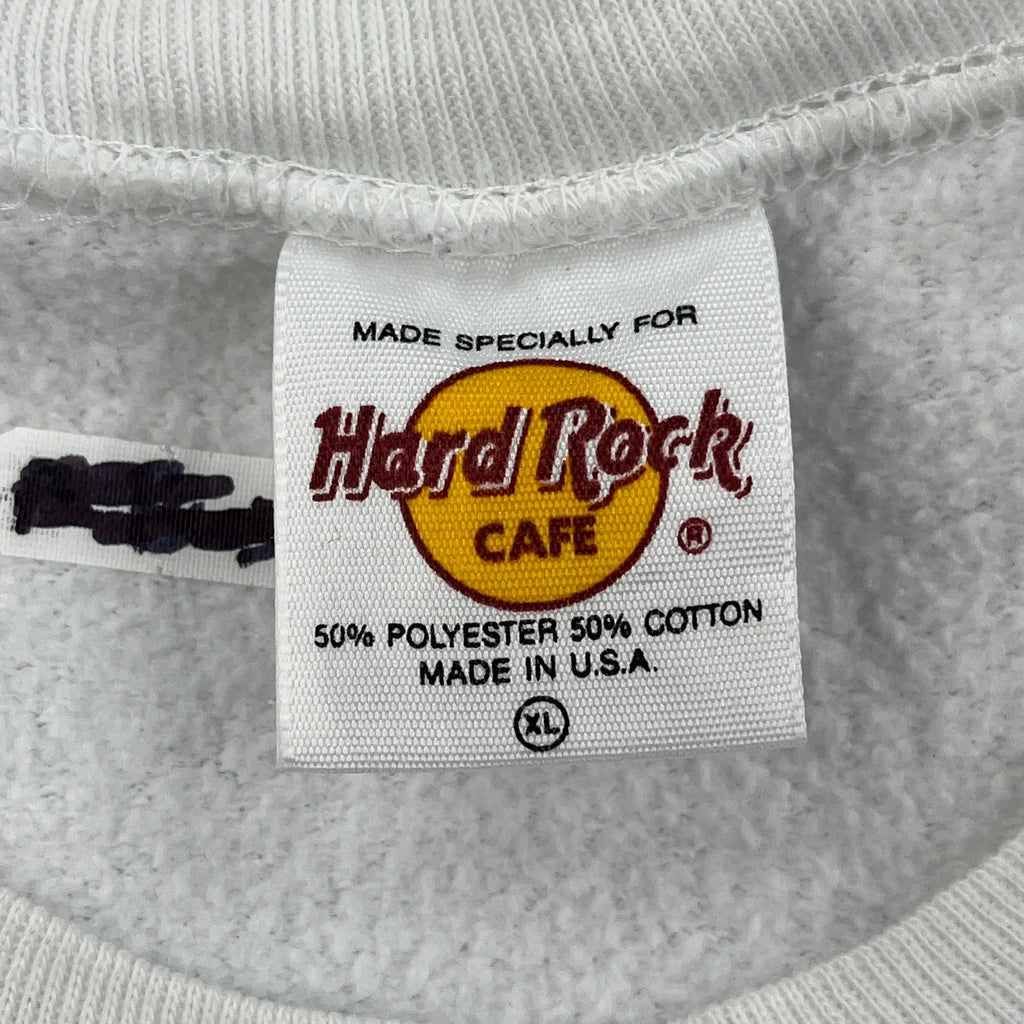 MADE SPECIALLY FOR
Hard Rock
CAFE
®
50% POLYESTER 50% COTTON
MADE IN U.S.A.
XL